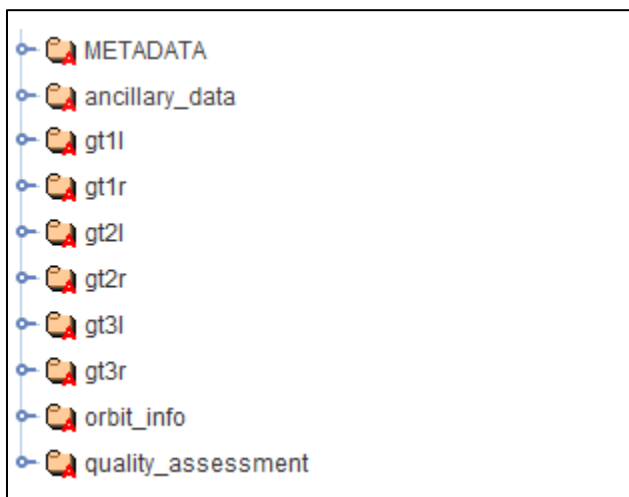 METADATA
ancillary_data
gt1l
gt1r
gt2l
gt2r
gt3l
gt3r
orbit_info
quality_assessment